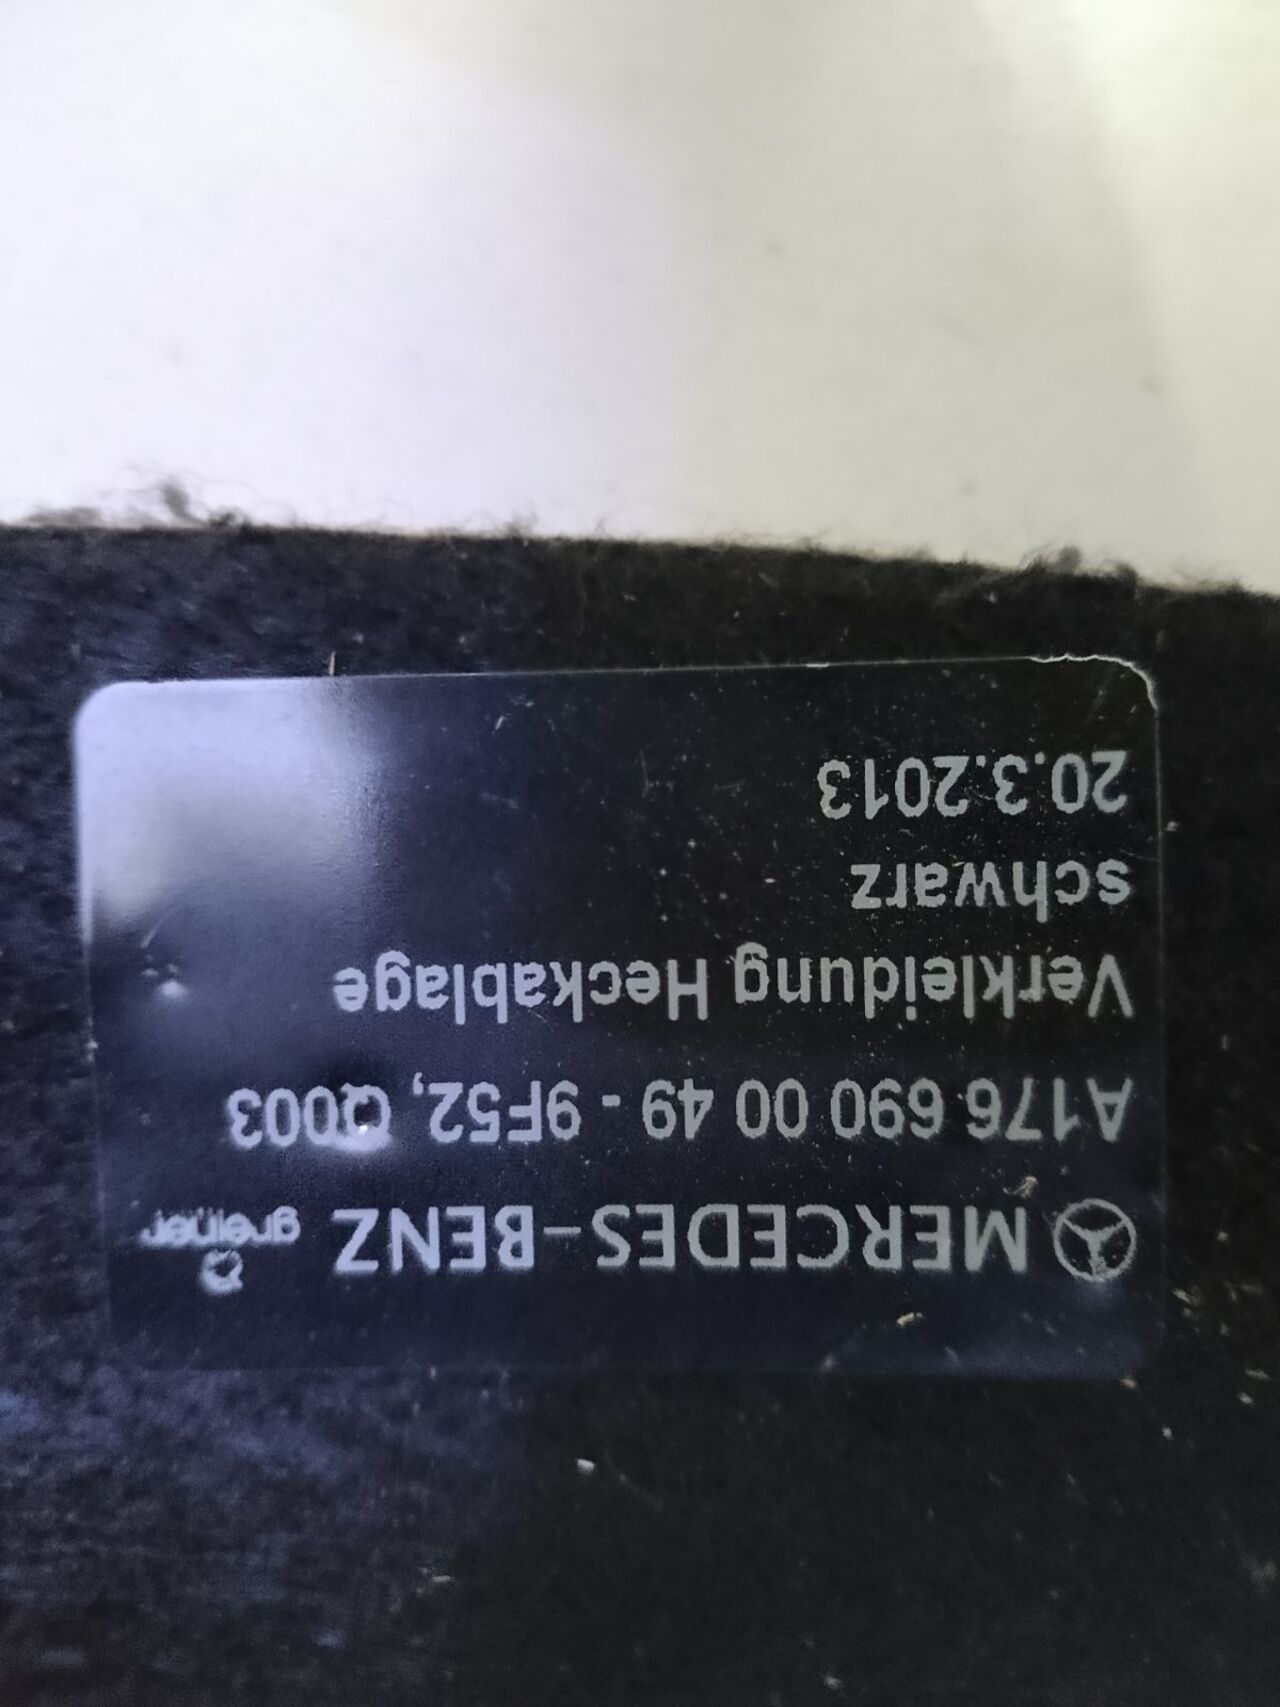 MERCEDES-BENZ greiner
A176 690 00 49 - 9F52, Q003
Verkleidung Heckablage
schwarz
20.3.2013